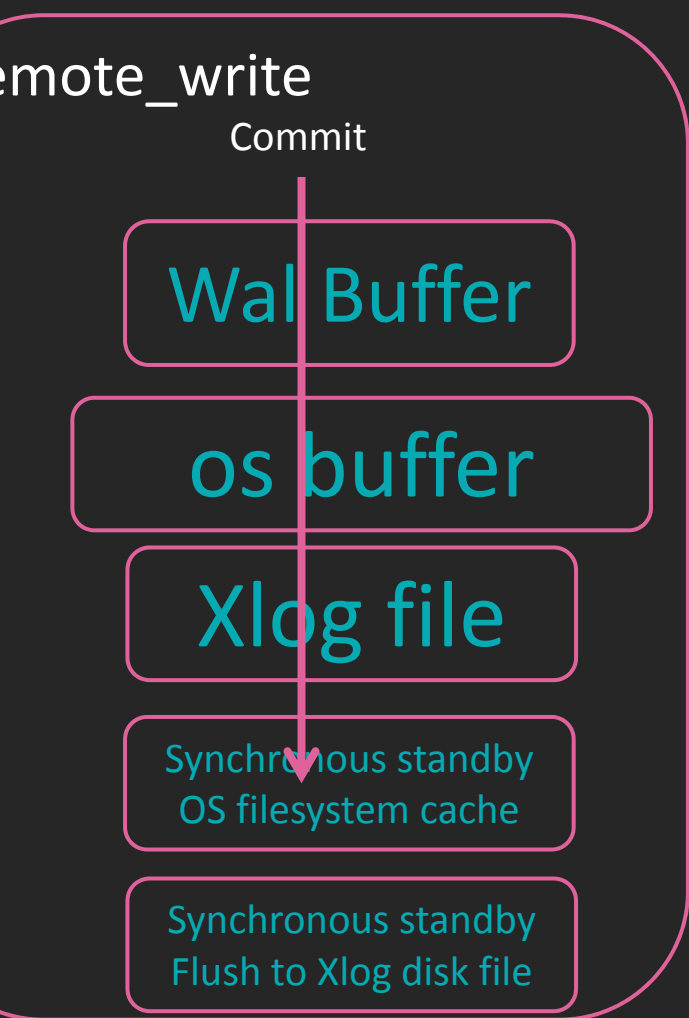 emote_write
Commit
Wal Buffer
os buffer
Xlog file
Synchronous standby
OS filesystem cache
Synchronous standby
Flush to Xlog disk file